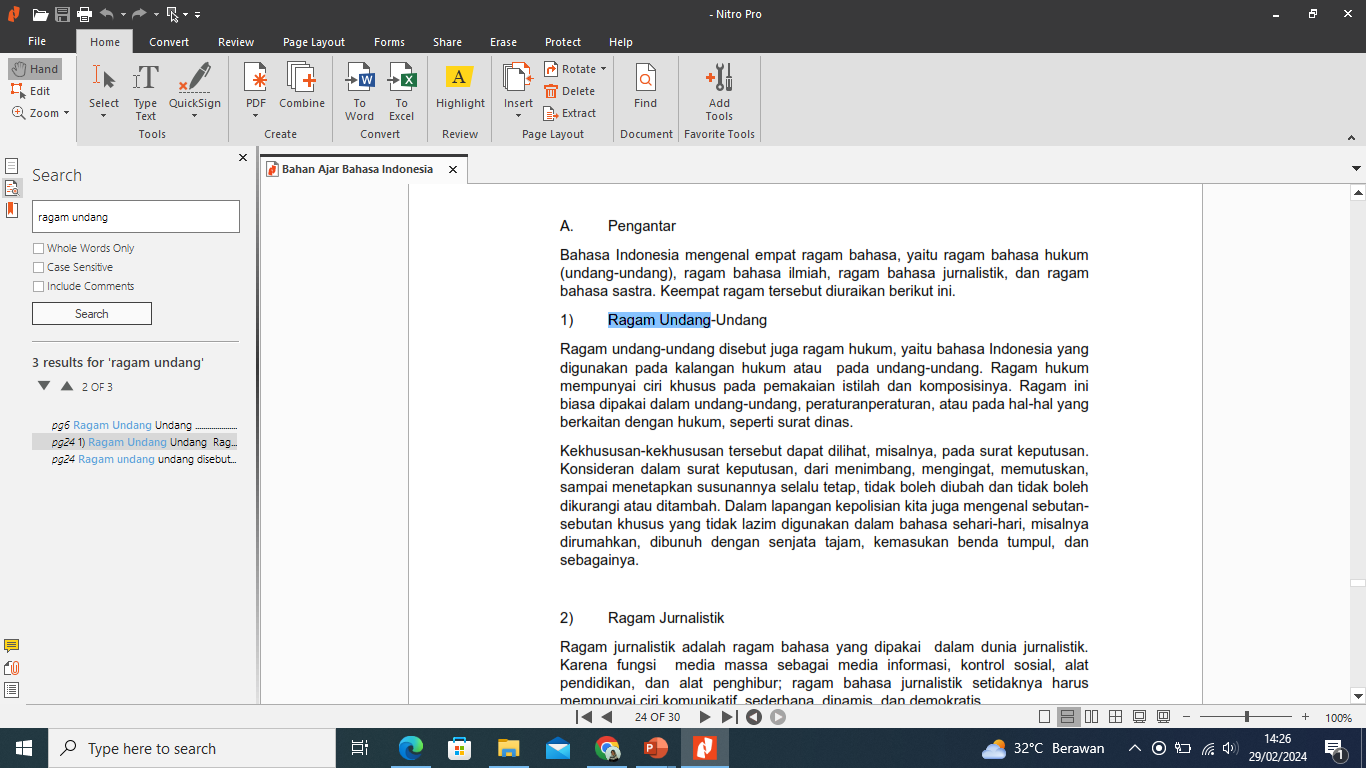 - Nitro Pro
File Home Convert Review Page Layout Forms Share Erase Protect Help
Hand
Edit
Zoom
Select
Type Text
QuickSign
Tools
PDF
Combine
Create
To Word
To Excel
Convert
Highlight
Review
Insert
Rotate
Delete
Extract
Page Layout
Find
Document
Add Tools
Favorite Tools
Search
ragam undang
Whole Words Only
Case Sensitive
Include Comments
Search
3 results for 'ragam undang'
2 OF 3
pg6 Ragam Undang Undang ..................
pg24 1) Ragam Undang Undang Rag...
pg24 Ragam undang undang disebut...
Bahan Ajar Bahasa Indonesia
A. Pengantar
Bahasa Indonesia mengenal empat ragam bahasa, yaitu ragam bahasa hukum
(undang-undang), ragam bahasa ilmiah, ragam bahasa jurnalistik, dan ragam
bahasa sastra. Keempat ragam tersebut diuraikan berikut ini.
1) Ragam Undang-Undang
Ragam undang-undang disebut juga ragam hukum, yaitu bahasa Indonesia yang
digunakan pada kalangan hukum atau pada undang-undang. Ragam hukum
mempunyai ciri khusus pada pemakaian istilah dan komposisinya. Ragam ini
biasa dipakai dalam undang-undang, peraturanperaturan, atau pada hal-hal yang
berkaitan dengan hukum, seperti surat dinas.
Kekhususan-kekhususan tersebut dapat dilihat, misalnya, pada surat keputusan.
Konsideran dalam surat keputusan, dari menimbang, mengingat, memutuskan,
sampai menetapkan susunannya selalu tetap, tidak boleh diubah dan tidak boleh
dikurangi atau ditambah. Dalam lapangan kepolisian kita juga mengenal sebutan-
sebutan khusus yang tidak lazim digunakan dalam bahasa sehari-hari, misalnya
dirumahkan, dibunuh dengan senjata tajam, kemasukan benda tumpul, dan
sebagainya.
2) Ragam Jurnalistik
Ragam jurnalistik adalah ragam bahasa yang dipakai dalam dunia jurnalistik.
Karena fungsi media massa sebagai media informasi, kontrol sosial, alat
pendidikan, dan alat penghibur; ragam bahasa jurnalistik setidaknya harus
mempunyai ciri komunikatif, sederhana, dinamis, dan demokratis.
24 OF 30
100%
Type here to search
32°C Berawan
14:26
29/02/2024
1